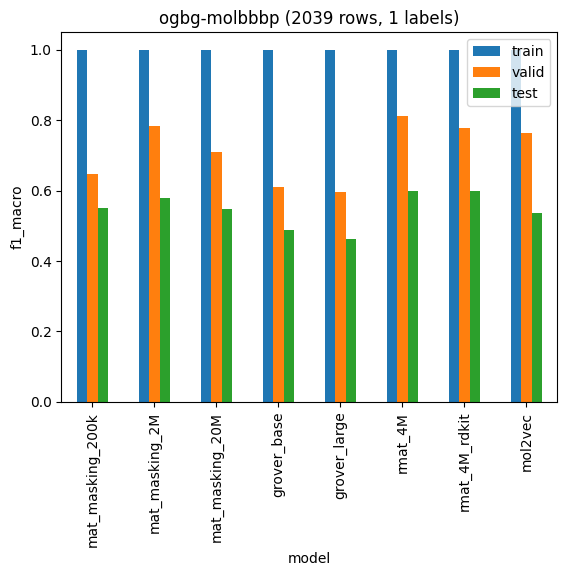 ogbg-molbbbp (2039 rows, 1 labels)
train
valid
test
f1_macro
1.0
0.8
0.6
0.4
0.2
0.0
mat_masking_200k
mat_masking_2M
mat_masking_20M
grover_base
grover_large
rmat_4M
rmat_4M_rdkit
mol2vec
model